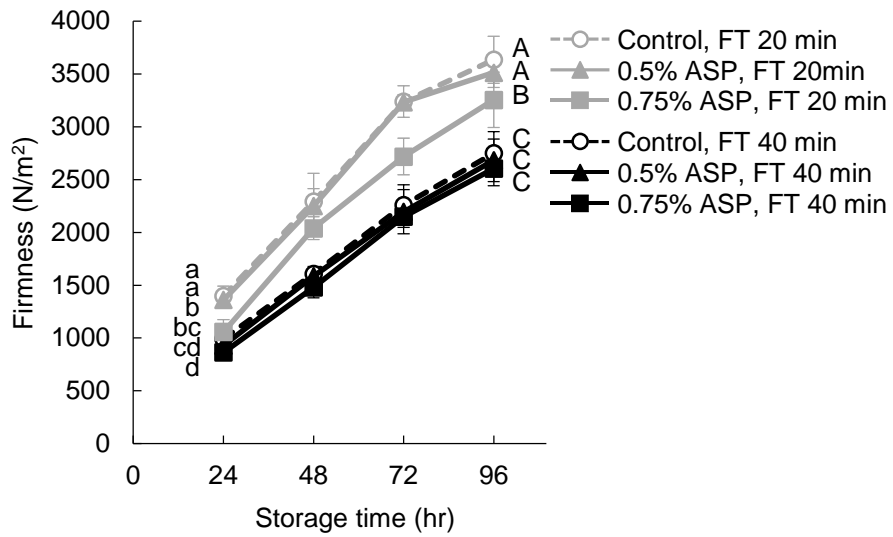 4000
3500
3000
2500
2000
1500
1000
500
0
Firmness (N/m²)
a
a
b
bc
cd
d
A
A
B
C
C
C
0 24 48 72 96
Storage time (hr)
Control, FT 20 min
0.5% ASP, FT 20min
0.75% ASP, FT 20 min
Control, FT 40 min
0.5% ASP, FT 40 min
0.75% ASP, FT 40 min